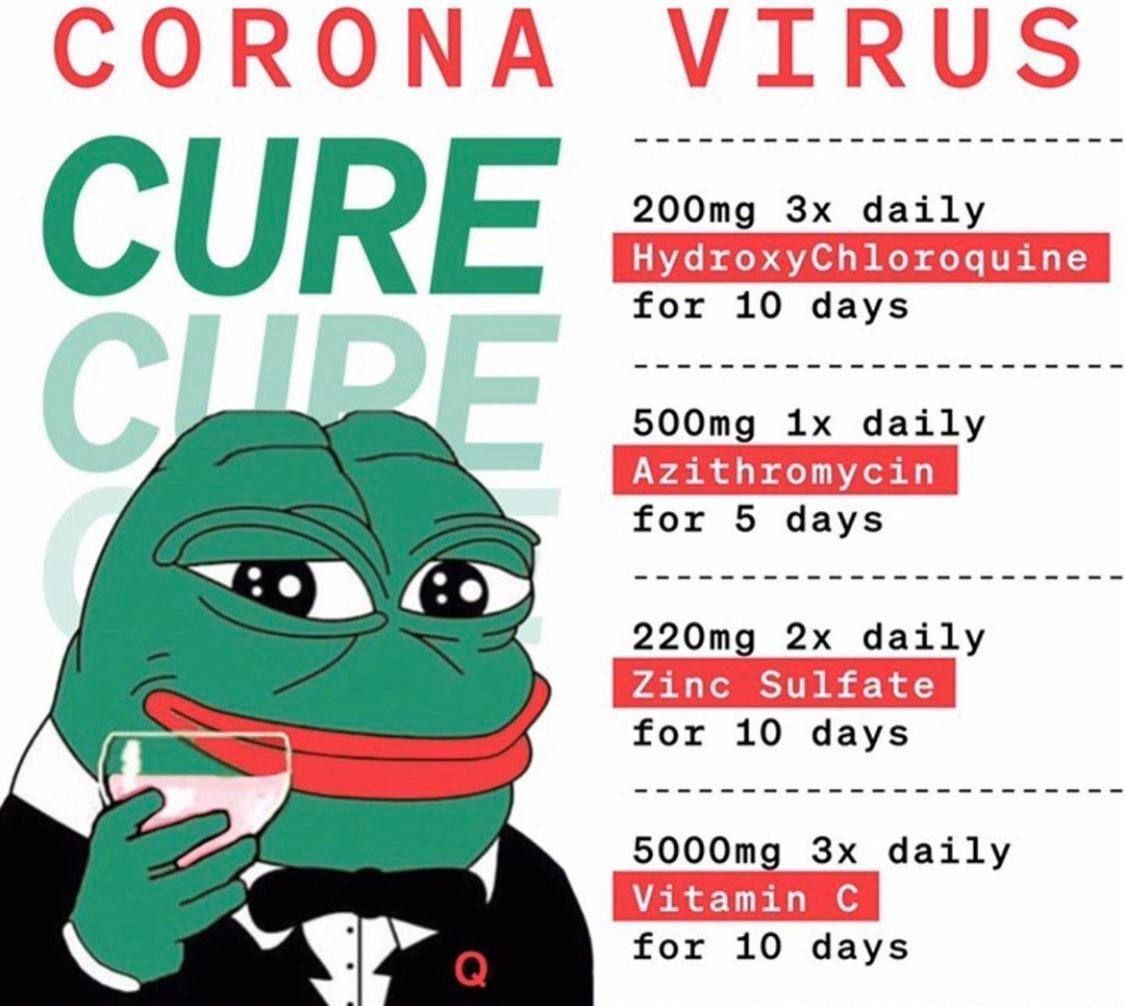 CORONA VIRUS
CURE
CURE
CURE
200mg 3x daily
HydroxyChloroquine
for 10 days
500mg 1x daily
Azithromycin
for 5 days
220mg 2x daily
Zinc Sulfate
for 10 days
5000mg 3x daily
Vitamin C
for 10 days
Q